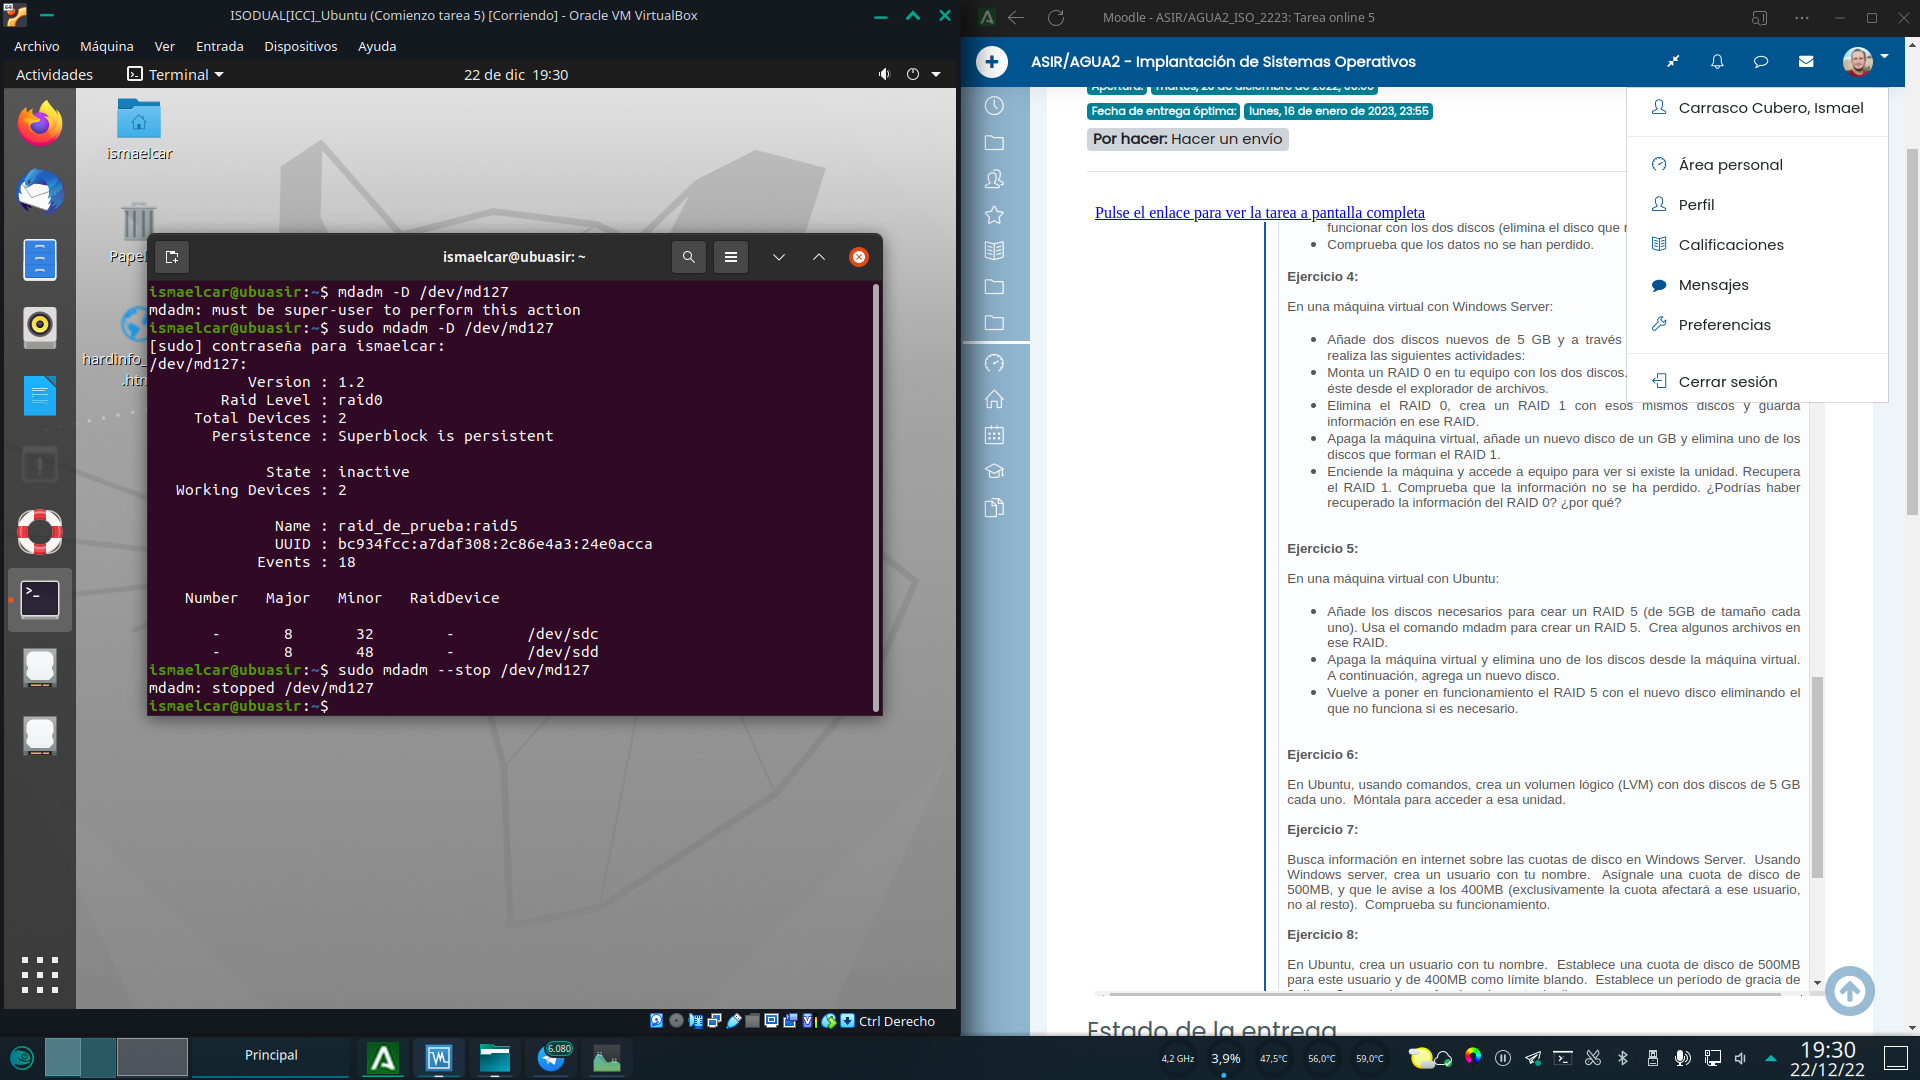 ISODUAL[ICC]_Ubuntu (Comienzo tarea 5) [Corriendo] - Oracle VM VirtualBox
Archivo Máquina Ver Entrada Dispositivos Ayuda
Actividades Terminal 22 de dic 19:30
ismaelcar
hardinfo_
ismaelcar@ubuasir: ~
ismaelcar@ubuasir:~$ mdadm -D /dev/md127
mdadm: must be super-user to perform this action
ismaelcar@ubuasir:~$ sudo mdadm -D /dev/md127
[sudo] contraseña para ismaelcar:
/dev/md127:
Version : 1.2
Raid Level : raid0
Total Devices : 2
Persistence : Superblock is persistent
State : inactive
Working Devices : 2
Name : raid_de_prueba:raid5
UUID : bc934fcc:a7daf308:2c86e4a3:24e0acca
Events : 18
Number Major Minor RaidDevice
- 8 32 - /dev/sdc
- 8 48 - /dev/sdd
ismaelcar@ubuasir:~$ sudo mdadm --stop /dev/md127
mdadm: stopped /dev/md127
ismaelcar@ubuasir:~$
Ctrl Derecho
Moodle - ASIR/AGUA2_ISO_2223: Tarea online 5
ASIR/AGUA2 - Implantación de Sistemas Operativos
Fecha de entrega óptima: lunes, 16 de enero de 2023, 23:55
Por hacer: Hacer un envío
Carrasco Cubero, Ismael
Área personal
Perfil
Calificaciones
Mensajes
Preferencias
Cerrar sesión
Pulse el enlace para ver la tarea a pantalla completa
funcionar con los dos discos (elimina el disco que
Comprueba que los datos no se han perdido.
Ejercicio 4:
En una máquina virtual con Windows Server:
Añade dos discos nuevos de 5 GB y a través
realiza las siguientes actividades:
Monta un RAID 0 en tu equipo con los dos discos.
éste desde el explorador de archivos.
Elimina el RAID 0, crea un RAID 1 con esos mismos discos y guarda
información en ese RAID.
Apaga la máquina virtual, añade un nuevo disco de un GB y elimina uno de los
discos que forman el RAID 1.
Enciende la máquina y accede a equipo para ver si existe la unidad. Recupera
el RAID 1. Comprueba que la información no se ha perdido. ¿Podrías haber
recuperado la información del RAID 0? ¿por qué?
Ejercicio 5:
En una máquina virtual con Ubuntu:
Añade los discos necesarios para cear un RAID 5 (de 5GB de tamaño cada
uno). Usa el comando mdadm para crear un RAID 5. Crea algunos archivos en
ese RAID.
Apaga la máquina virtual y elimina uno de los discos desde la máquina virtual.
A continuación, agrega un nuevo disco.
Vuelve a poner en funcionamiento el RAID 5 con el nuevo disco eliminando el
que no funciona si es necesario.
Ejercicio 6:
En Ubuntu, usando comandos, crea un volumen lógico (LVM) con dos discos de 5 GB
cada uno. Móntala para acceder a esa unidad.
Ejercicio 7:
Busca información en internet sobre las cuotas de disco en Windows Server. Usando
Windows server, crea un usuario con tu nombre. Asígnale una cuota de disco de
500MB, y que le avise a los 400MB (exclusivamente la cuota afectará a ese usuario,
no al resto). Comprueba su funcionamiento.
Ejercicio 8:
En Ubuntu, crea un usuario con tu nombre. Establece una cuota de disco de 500MB
para este usuario y de 400MB como límite blando. Establece un período de gracia de
Estado de la entrega
Principal
6.080
4,2 GHz 3,9% 47,5°C 56,0°C 59,0°C
19:30
22/12/22